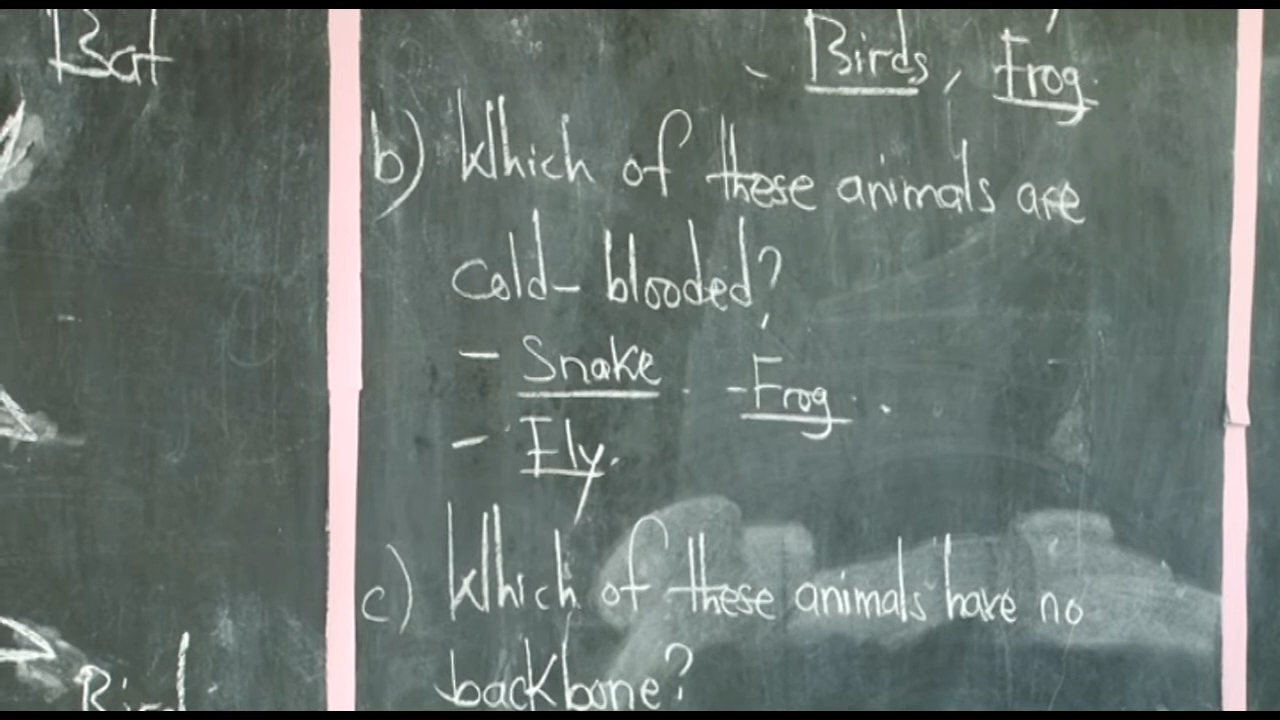 Bat
Birds, Frog.
b) Which of these animals are
cold-blooded?
- Snake. - Frog.
- Fly.
c) Which of these animals have no
backbone?
Bird